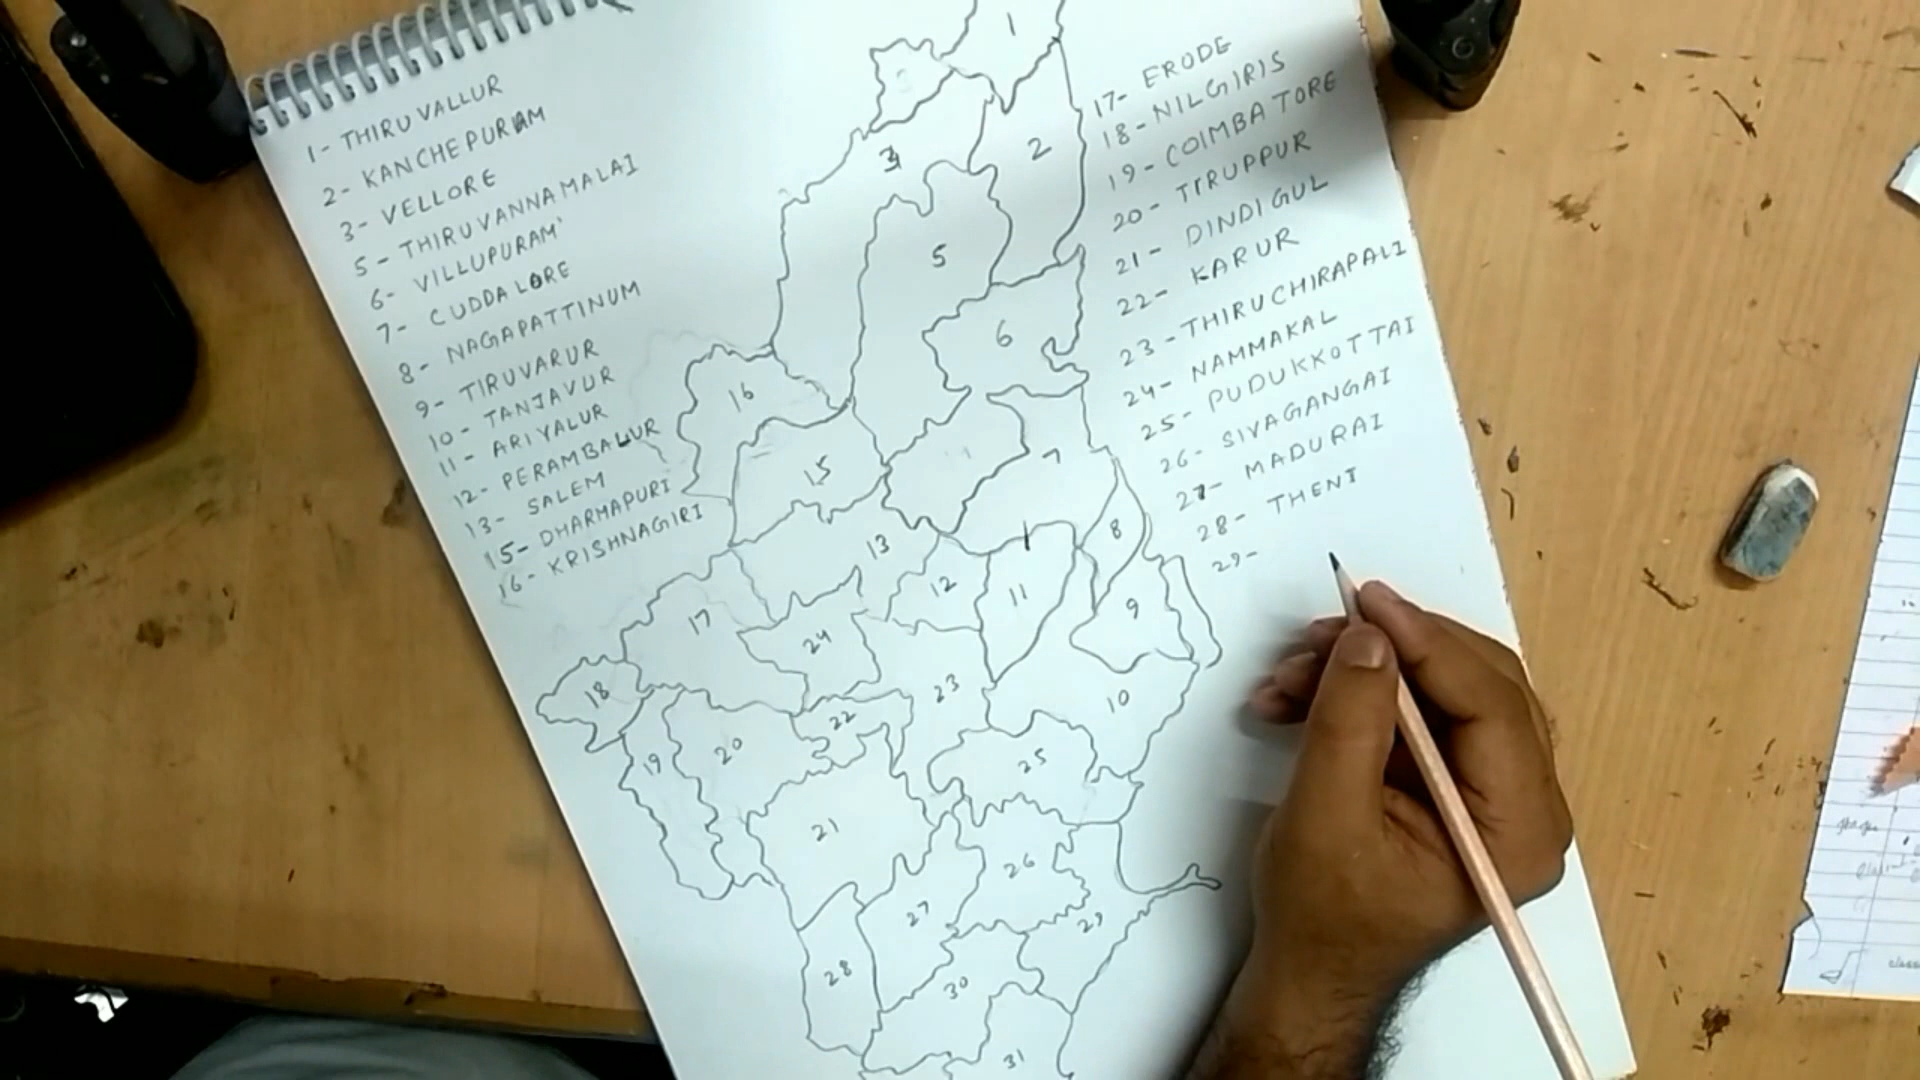 1- THIRUVALLUR
2- KANCHEPURAM
3- VELLORE
5- THIRUVANNAMALAI
6- VILLUPURAM
7- CUDDALORE
8- NAGAPATTINUM
9- TIRUVARUR
10- TANJAVUR
11- ARIYALUR
12- PERAMBALUR
13- SALEM
15- DHARMAPURI
16- KRISHNAGIRI
17- ERODE
18- NILGIRIS
19- COIMBATORE
20- TIRUPPUR
21- DINDIGUL
22- KARUR
23- THIRUCHIRAPALI
24- NAMMAKAL
25- PUDUKKOTTAI
26- SIVAGANGAI
27- MADURAI
28- THENI
29-
1
2
3
5
6
16
7
15
13
8
12
11
9
17
24
18
23
10
22
20
19
25
21
26
27
29
28
30
31